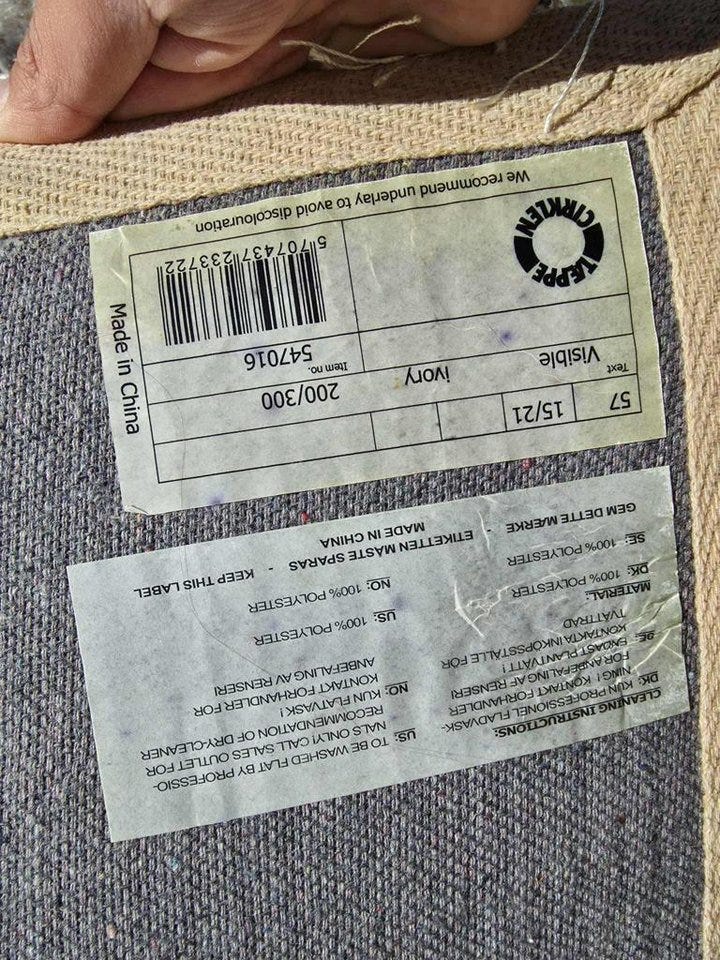 CLEANING INSTRUCTIONS:
DK: KUN PROFESSIONEL FLADVASK-
NING! KONTAKT FORHANDLER
FOR ANBEFALING AF RENSERI
SE: ENDAST PLANTVÄTT!
KONTAKTA INKÖPSSTÄLLE FÖR
TVÄTTRÅD
US: TO BE WASHED FLAT BY PROFESSIO-
NALS ONLY! CALL SALES OUTLET FOR
RECOMMENDATION OF DRY-CLEANER
NO: KUN FLATVASK!
KONTAKT FORHANDLER FOR
ANBEFALING AV RENSERI
MATERIAL:
DK: 100% POLYESTER
SE: 100% POLYESTER
US: 100% POLYESTER
NO: 100% POLYESTER
GEM DETTE MÆRKE - ETIKETTEN MÅSTE SPARAS - KEEP THIS LABEL
MADE IN CHINA
57 15/21
Text
Visible ivory 200/300
Item no. 547016
TÆPPE CIRKLEN
5 707437 233722
We recommend underlay to avoid discolouration
Made in China